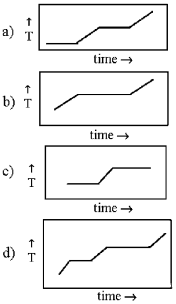 a) ↑
T
time →
b) ↑
T
time →
c) ↑
T
time →
d) ↑
T
time →